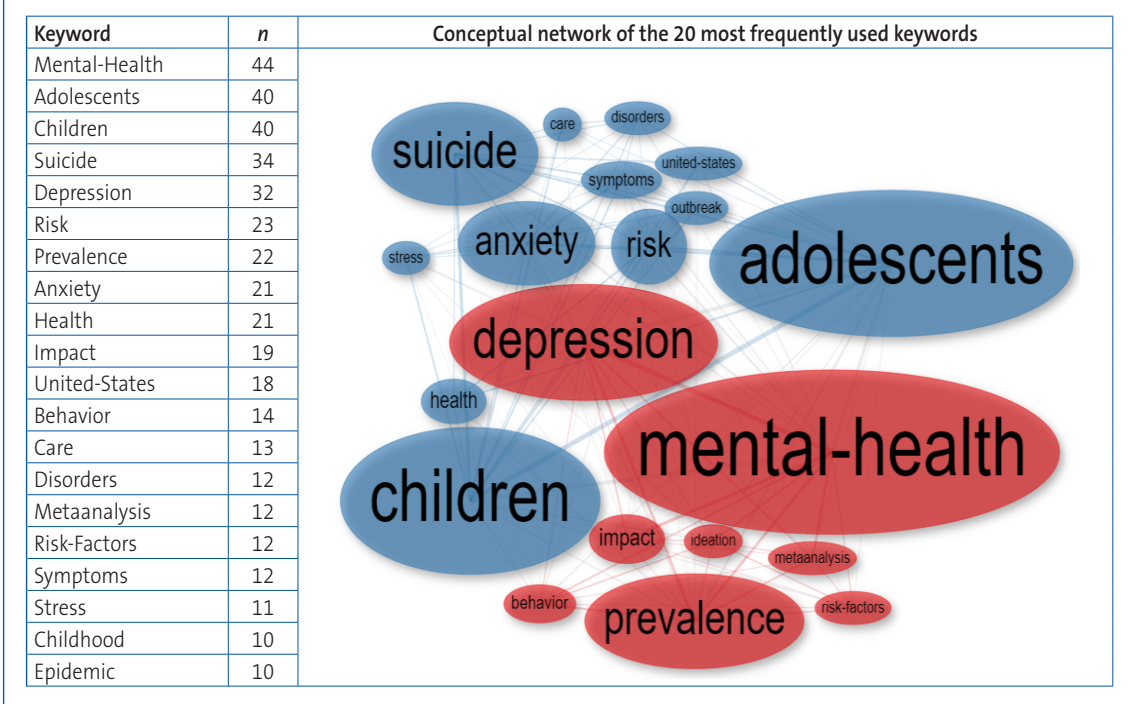 Keyword n Conceptual network of the 20 most frequently used keywords
Mental-Health 44
Adolescents 40
Children 40
Suicide 34
Depression 32
Risk 23
Prevalence 22
Anxiety 21
Health 21
Impact 19
United-States 18
Behavior 14
Care 13
Disorders 12
Metaanalysis 12
Risk-Factors 12
Symptoms 12
Stress 11
Childhood 10
Epidemic 10
suicide
care
disorders
united-states
symptoms
outbreak
anxiety
risk
stress
adolescents
depression
health
mental-health
children
impact
ideation
metaanalysis
behavior
prevalence
risk-factors